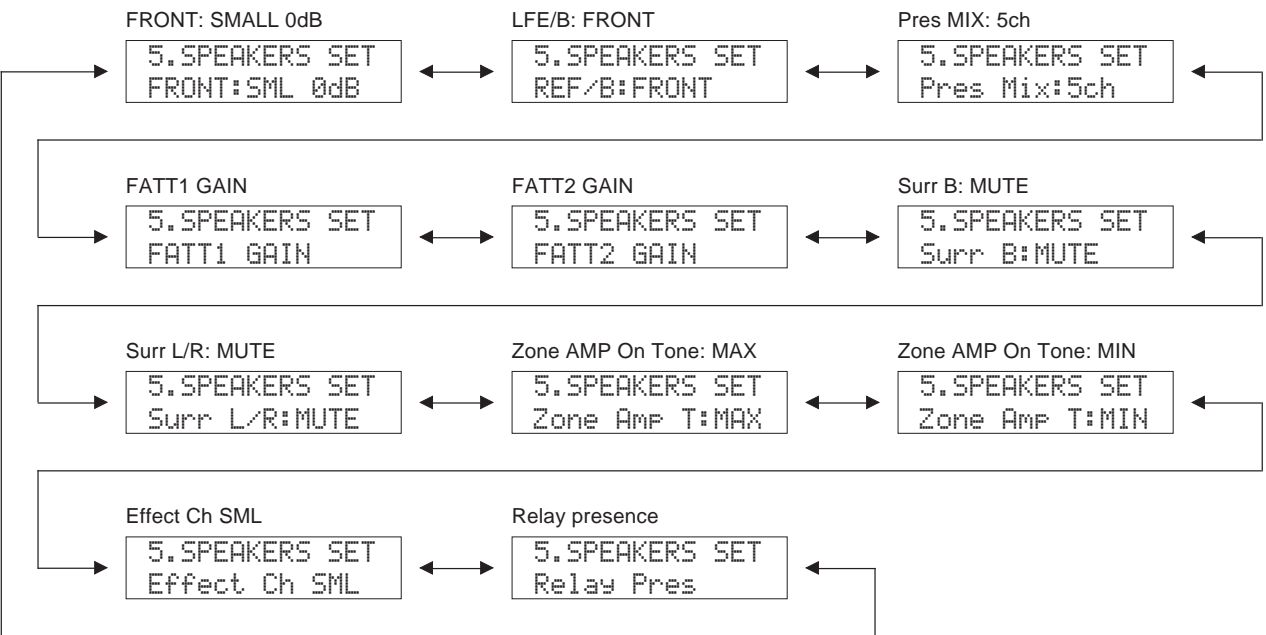 FRONT: SMALL 0dB
5.SPEAKERS SET
FRONT:SML 0dB
LFE/B: FRONT
5.SPEAKERS SET
REF/B:FRONT
Pres MIX: 5ch
5.SPEAKERS SET
Pres Mix:5ch
FATT1 GAIN
5.SPEAKERS SET
FATT1 GAIN
FATT2 GAIN
5.SPEAKERS SET
FATT2 GAIN
Surr B: MUTE
5.SPEAKERS SET
Surr B:MUTE
Surr L/R: MUTE
5.SPEAKERS SET
Surr L/R:MUTE
Zone AMP On Tone: MAX
5.SPEAKERS SET
Zone Amp T:MAX
Zone AMP On Tone: MIN
5.SPEAKERS SET
Zone Amp T:MIN
Effect Ch SML
5.SPEAKERS SET
Effect Ch SML
Relay presence
5.SPEAKERS SET
Relay Pres